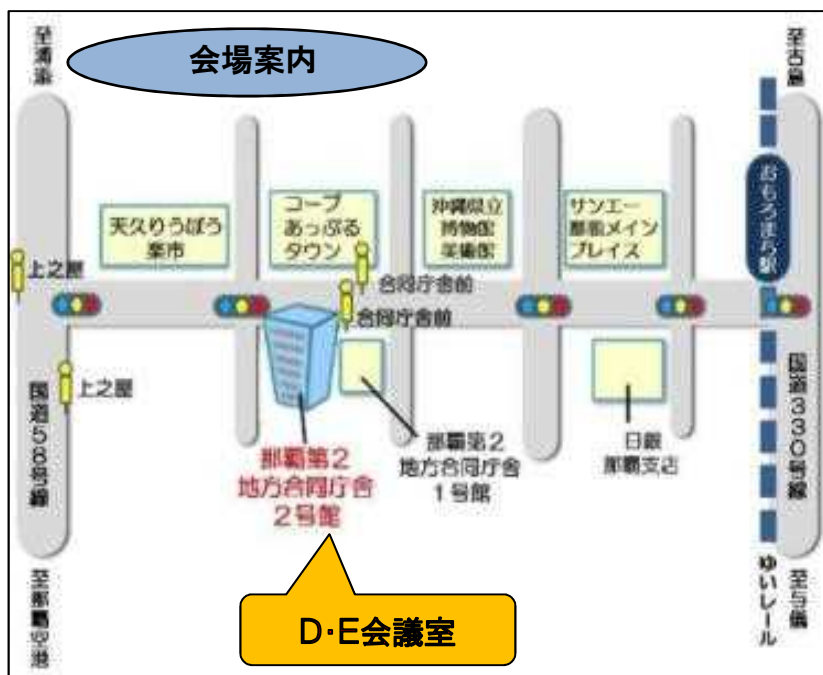 会場案内
至浦添
至古島
おもろまち駅
天久りうぼう
楽市
コープ
あっぷる
タウン
沖縄県立
博物館
美術館
サンエー
那覇メイン
プレイス
上之屋
合同庁舎前
合同庁舎前
上之屋
国道58号線
国道330号線
那覇第2
地方合同庁舎
2号館
那覇第2
地方合同庁舎
1号館
日銀
那覇支店
至那覇空港
ゆいレール
至与儀
D・E会議室